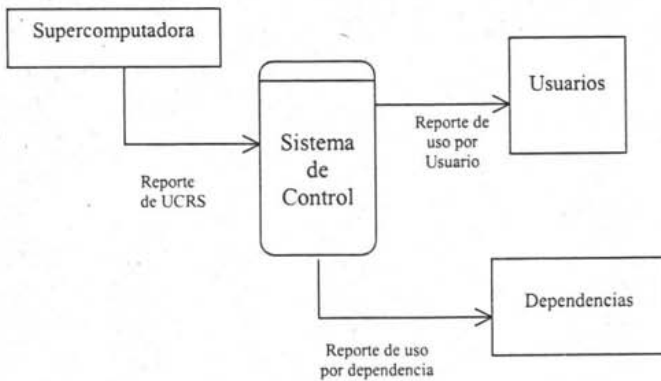 Supercomputadora
Usuarios
Reporte de
uso por
Usuario
Sistema
de
Control
Reporte
de UCRS
Dependencias
Reporte de uso
por dependencia